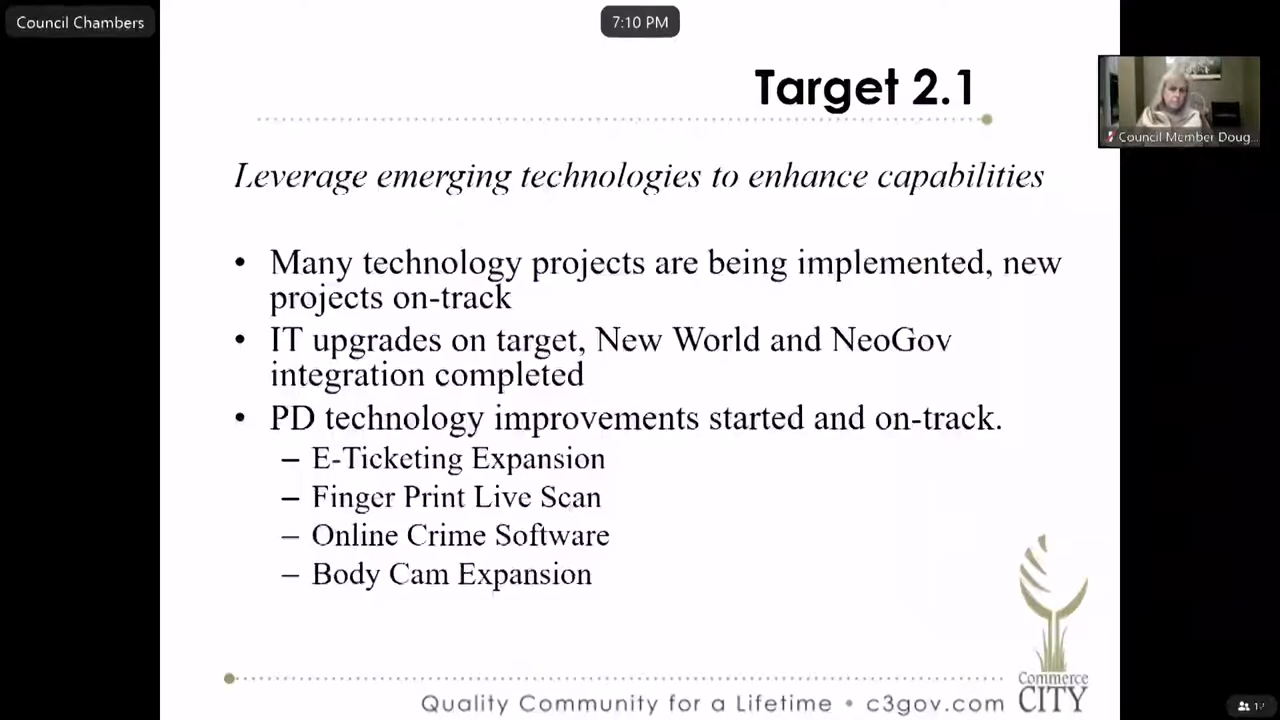 Council Chambers
7:10 PM
Target 2.1
Council Member Doug...
Leverage emerging technologies to enhance capabilities
• Many technology projects are being implemented, new
projects on-track
• IT upgrades on target, New World and NeoGov
integration completed
• PD technology improvements started and on-track.
– E-Ticketing Expansion
– Finger Print Live Scan
– Online Crime Software
– Body Cam Expansion
Commerce
CITY
Quality Community for a Lifetime • c3gov.com